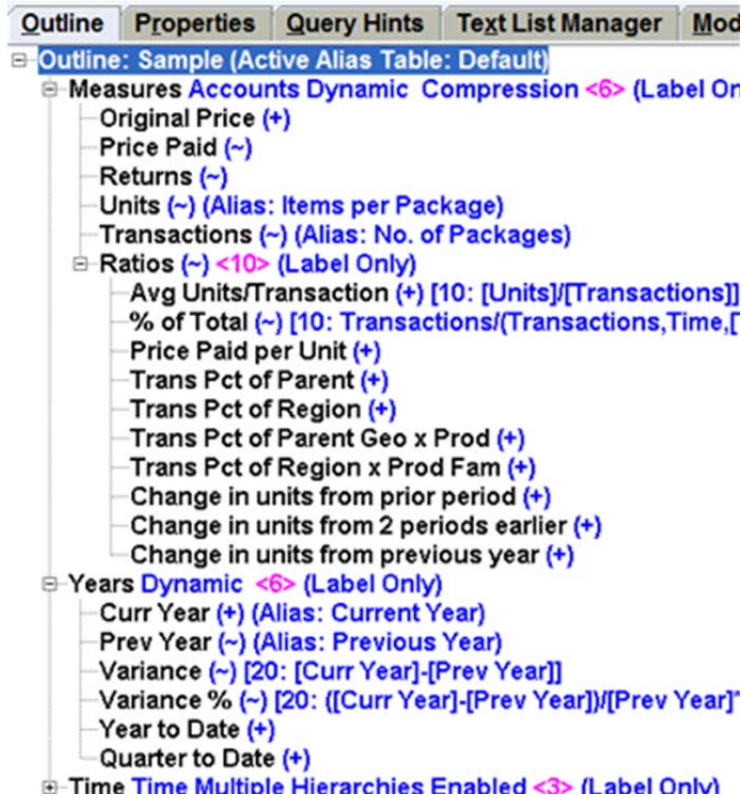 Outline Properties Query Hints Text List Manager Mod
Outline: Sample (Active Alias Table: Default)
Measures Accounts Dynamic Compression <6> (Label On
Original Price (+)
Price Paid (~)
Returns (~)
Units (~) (Alias: Items per Package)
Transactions (~) (Alias: No. of Packages)
Ratios (~) <10> (Label Only)
Avg Units/Transaction (+) [10: [Units]/[Transactions]]
% of Total (~) [10: Transactions/(Transactions,Time,[
Price Paid per Unit (+)
Trans Pct of Parent (+)
Trans Pct of Region (+)
Trans Pct of Parent Geo x Prod (+)
Trans Pct of Region x Prod Fam (+)
Change in units from prior period (+)
Change in units from 2 periods earlier (+)
Change in units from previous year (+)
Years Dynamic <6> (Label Only)
Curr Year (+) (Alias: Current Year)
Prev Year (~) (Alias: Previous Year)
Variance (~) [20: [Curr Year]-[Prev Year]]
Variance % (~) [20: ([Curr Year]-[Prev Year])/[Prev Year]*
Year to Date (+)
Quarter to Date (+)
Time Time Multiple Hierarchies Enabled <3> (Label Only)